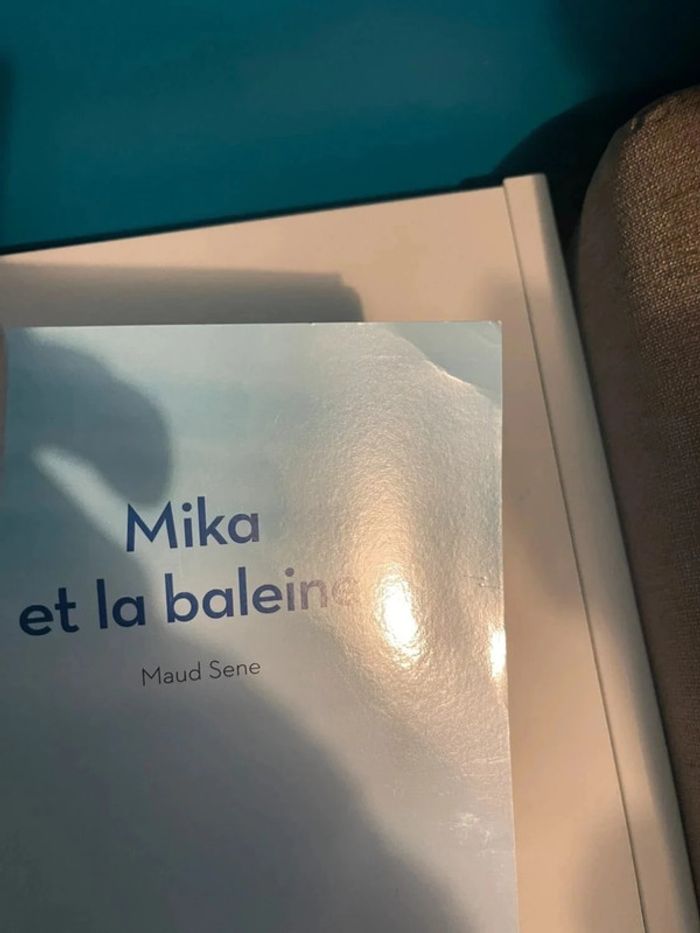 Mika
et la baleine
Maud Sene